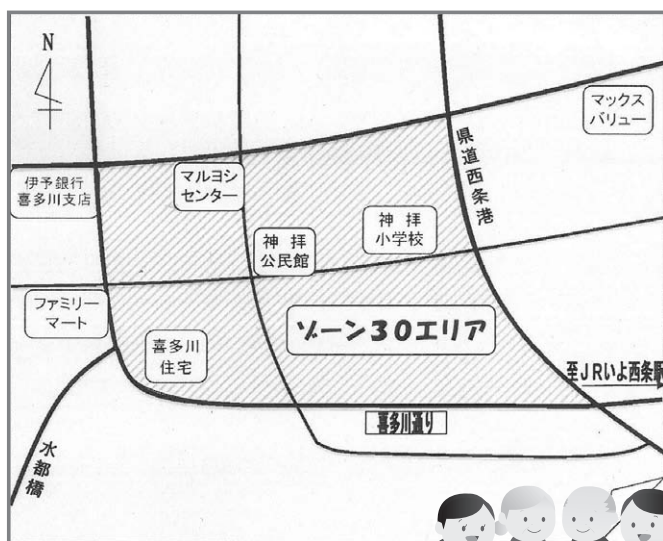 N
マックス
バリュー
県道西条港
伊予銀行
喜多川支店
マルヨシ
センター
神拝
公民館
神拝
小学校
ファミリー
マート
喜多川
住宅
ゾーン30エリア
至JRいよ西条駅
喜多川通り
水都橋